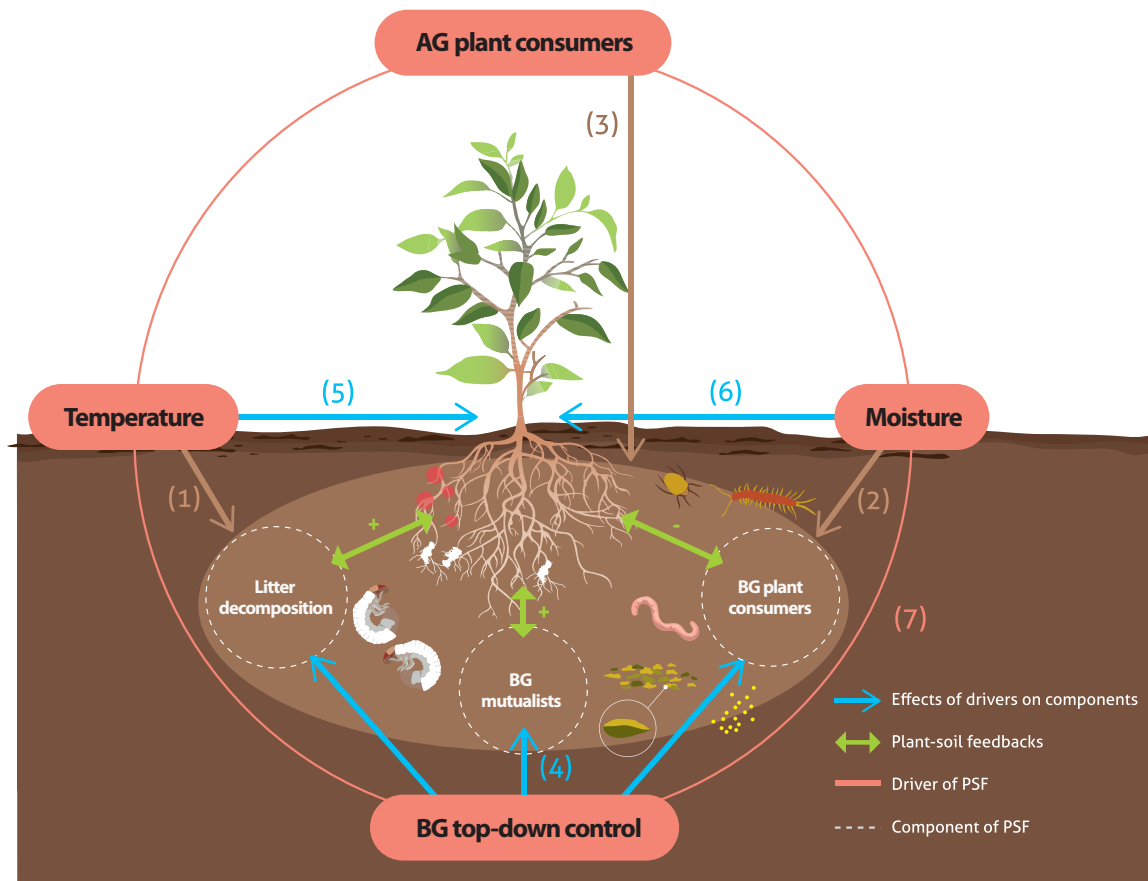 AG plant consumers
(3)
(5)
(6)
Temperature
Moisture
(1)
(2)
+
-
Litter
decomposition
+
BG plant
consumers
(7)
BG
mutualists
Effects of drivers on components
Plant-soil feedbacks
(4)
Driver of PSF
BG top-down control
Component of PSF